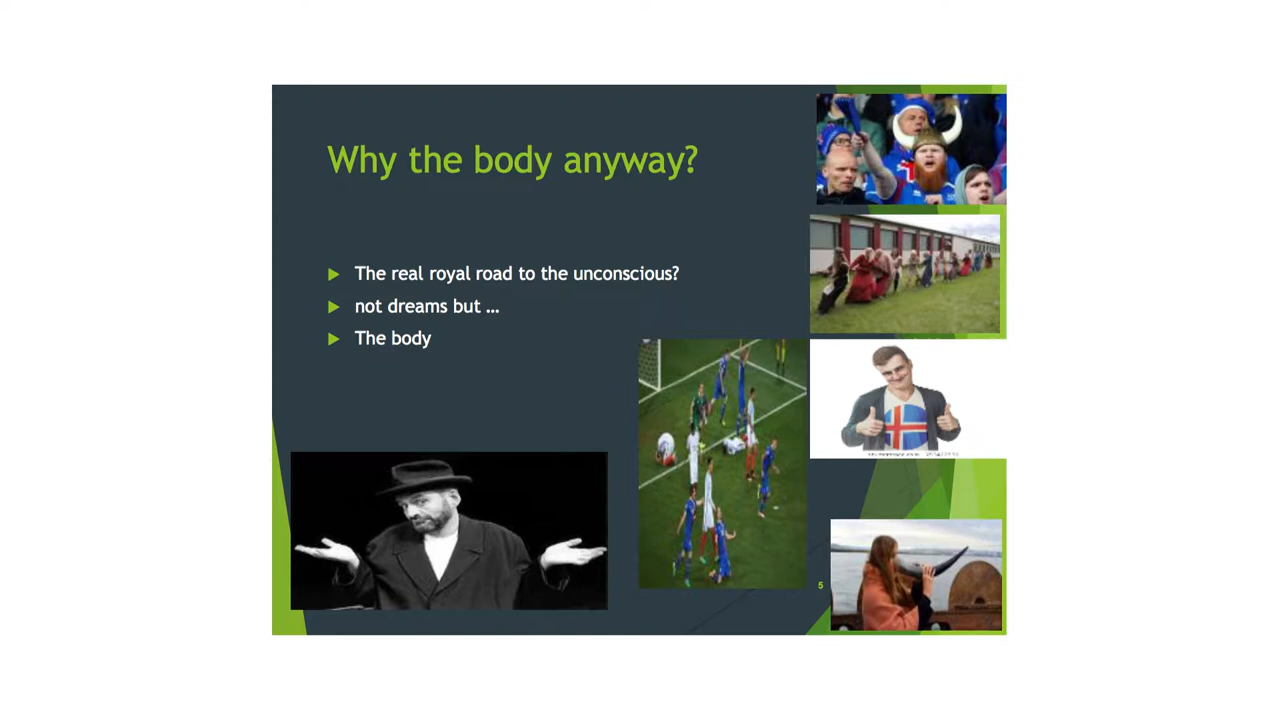 Why the body anyway?
The real royal road to the unconscious?
not dreams but ...
The body
5